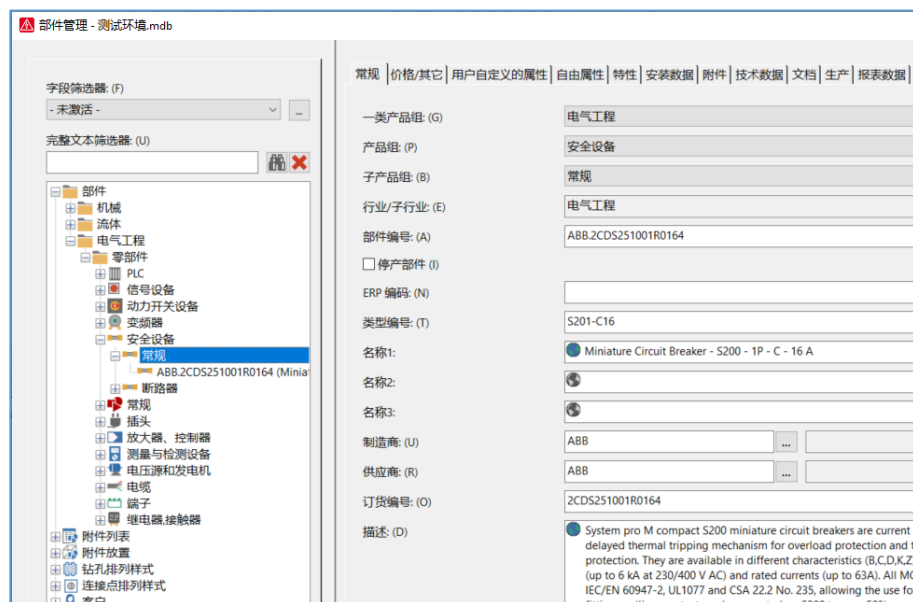 部件管理 - 测试环境.mdb
字段筛选器: (F)
- 未激活 -
...
完整文本筛选器: (U)
部件
机械
流体
电气工程
零部件
PLC
信号设备
动力开关设备
变频器
安全设备
常规
ABB.2CDS251001R0164 (Minia
断路器
常规
插头
放大器、控制器
测量与检测设备
电压源和发电机
电缆
端子
继电器,接触器
附件列表
附件放置
钻孔排列样式
连接点排列样式
客户
常规 价格/其它 用户自定义的属性 自由属性 特性 安装数据 附件 技术数据 文档 生产 报表数据
一类产品组: (G) 电气工程
产品组: (P) 安全设备
子产品组: (B) 常规
行业/子行业: (E) 电气工程
部件编号: (A) ABB.2CDS251001R0164
停产部件 (I)
ERP 编码: (N)
类型编号: (T) S201-C16
名称1: Miniature Circuit Breaker - S200 - 1P - C - 16 A
名称2:
名称3:
制造商: (U) ABB ...
供应商: (R) ABB ...
订货编号: (O) 2CDS251001R0164
描述: (D) System pro M compact S200 miniature circuit breakers are current
delayed thermal tripping mechanism for overload protection and
protection. They are available in different characteristics (B,C,D,K,Z
(up to 6 kA at 230/400 V AC) and rated currents (up to 63A). All MC
IEC/EN 60947-2, UL1077 and CSA 22.2 No. 235, allowing the use fo